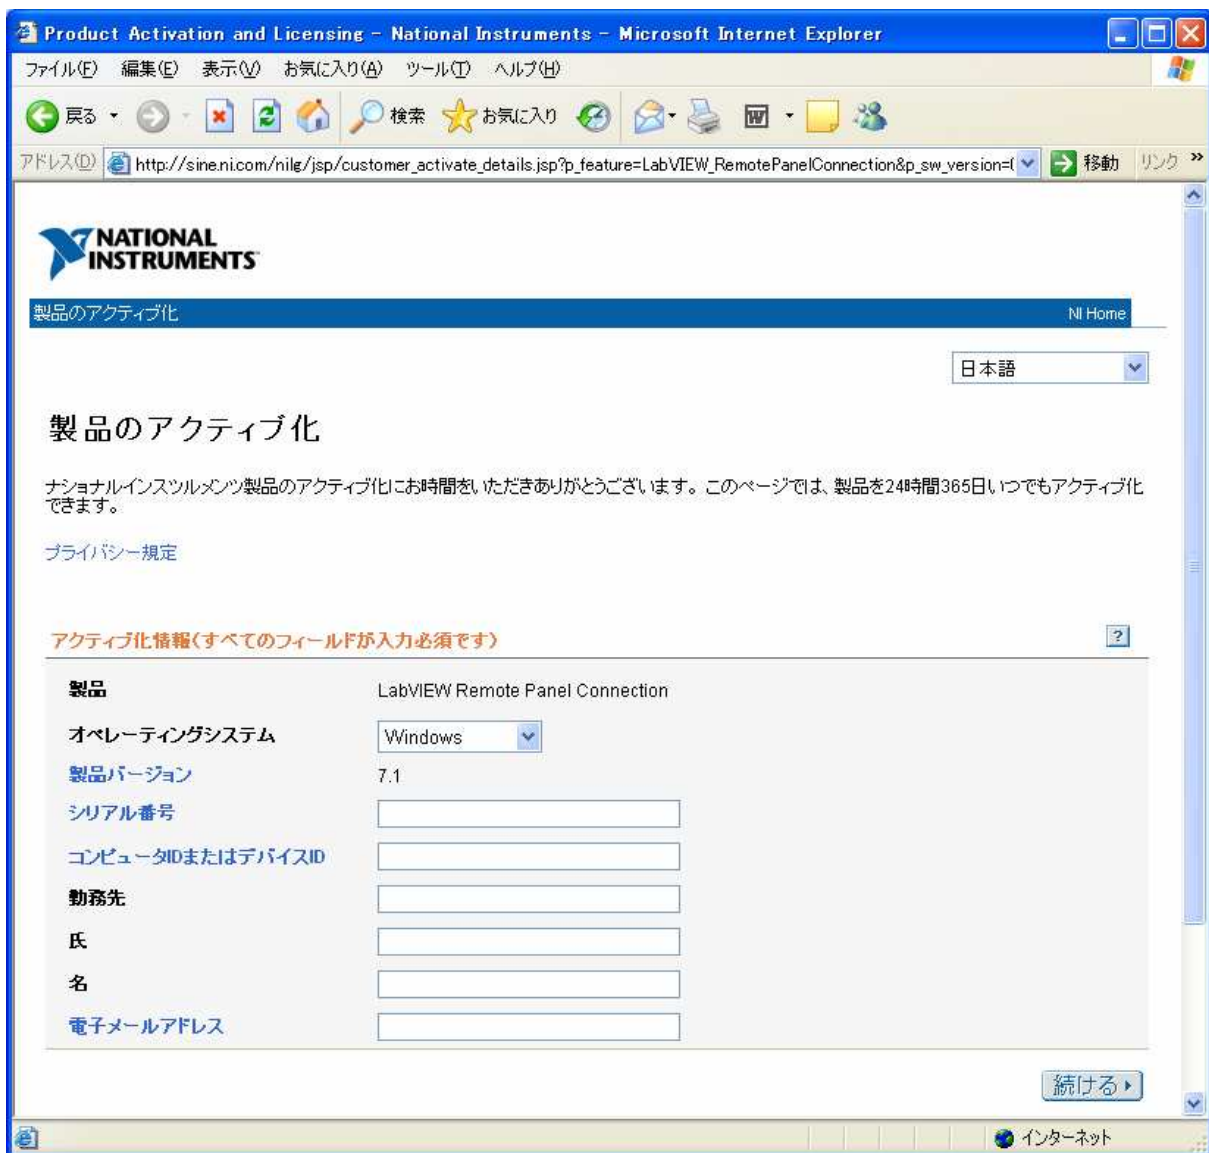 Product Activation and Licensing - National Instruments - Microsoft Internet Explorer
ファイル(F) 編集(E) 表示(V) お気に入り(A) ツール(T) ヘルプ(H)
戻る 検索 お気に入り
アドレス(D) http://sine.ni.com/nilg/jsp/customer_activate_details.jsp?p_feature=LabVIEW_RemotePanelConnection&p_sw_version=( 移動 リンク »
NATIONAL
INSTRUMENTS
製品のアクティブ化 NI Home
日本語
製品のアクティブ化
ナショナルインスツルメンツ製品のアクティブ化にお時間をいただきありがとうございます。このページでは、製品を24時間365日いつでもアクティブ化
できます。
プライバシー規定
アクティブ化情報(すべてのフィールドが入力必須です) ?
製品 LabVIEW Remote Panel Connection
オペレーティングシステム Windows
製品バージョン 7.1
シリアル番号
コンピュータIDまたはデバイスID
勤務先
氏
名
電子メールアドレス
続ける
インターネット